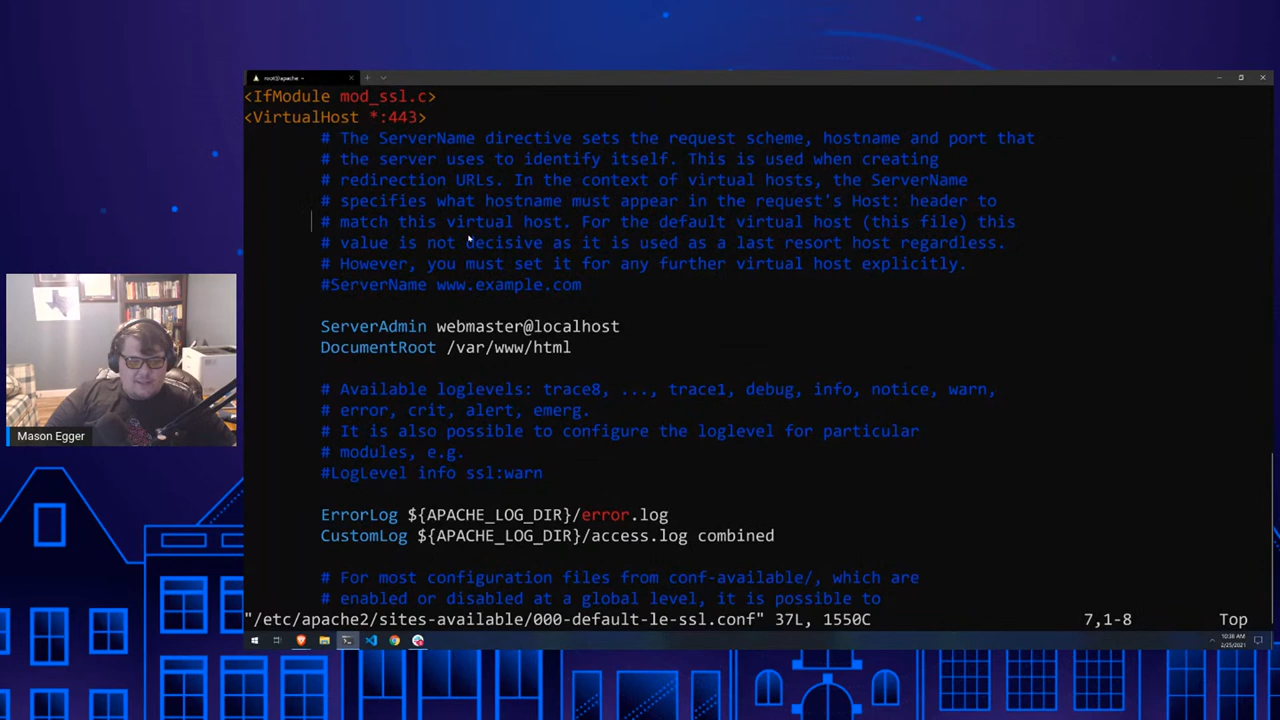 root@apache: ~
<IfModule mod_ssl.c>
<VirtualHost *:443>
# The ServerName directive sets the request scheme, hostname and port that
# the server uses to identify itself. This is used when creating
# redirection URLs. In the context of virtual hosts, the ServerName
# specifies what hostname must appear in the request's Host: header to
# match this virtual host. For the default virtual host (this file) this
# value is not decisive as it is used as a last resort host regardless.
# However, you must set it for any further virtual host explicitly.
#ServerName www.example.com
ServerAdmin webmaster@localhost
DocumentRoot /var/www/html
# Available loglevels: trace8, ..., trace1, debug, info, notice, warn,
# error, crit, alert, emerg.
# It is also possible to configure the loglevel for particular
# modules, e.g.
#LogLevel info ssl:warn
ErrorLog ${APACHE_LOG_DIR}/error.log
CustomLog ${APACHE_LOG_DIR}/access.log combined
# For most configuration files from conf-available/, which are
# enabled or disabled at a global level, it is possible to
"/etc/apache2/sites-available/000-default-le-ssl.conf" 37L, 1550C 7,1-8 Top
Mason Egger
10:36 AM
2/25/2021